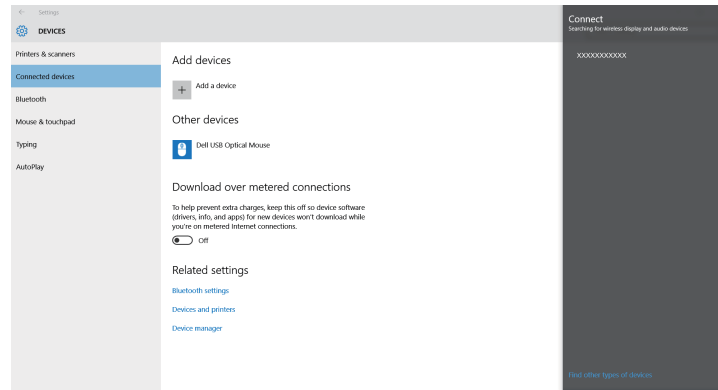 Settings
DEVICES
Printers & scanners
Connected devices
Bluetooth
Mouse & touchpad
Typing
AutoPlay
Add devices
Add a device
Other devices
Dell USB Optical Mouse
Download over metered connections
To help prevent extra charges, keep this off so device software
(drivers, info, and apps) for new devices won't download while
you're on metered Internet connections.
Off
Related settings
Bluetooth settings
Devices and printers
Device manager
Connect
Searching for wireless display and audio devices
XXXXXXXXXXX
Find other types of devices